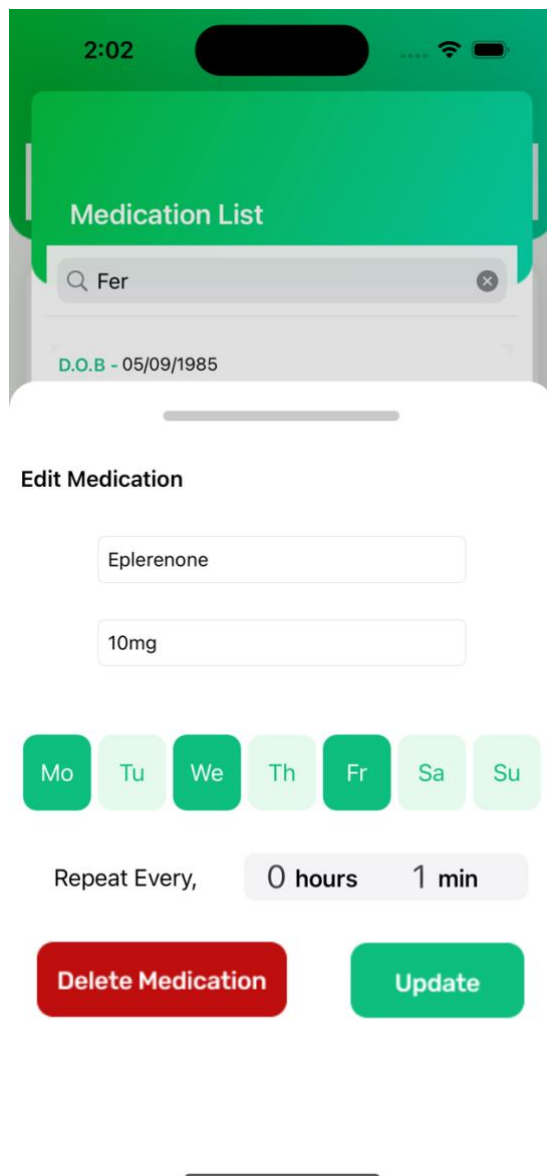 2:02
Medication List
Fer
D.O.B - 05/09/1985
Edit Medication
Eplerenone
10mg
Mo Tu We Th Fr Sa Su
Repeat Every, 0 hours 1 min
Delete Medication Update